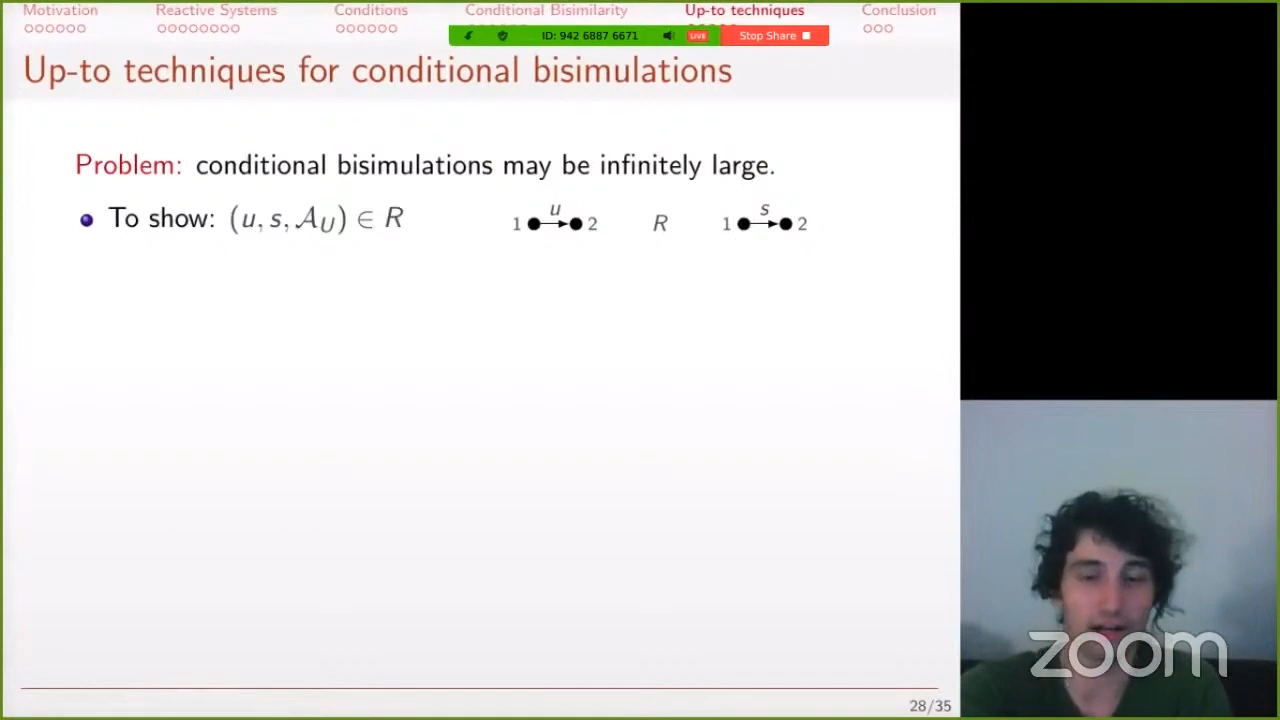 Motivation Reactive Systems Conditions Conditional Bisimilarity Up-to techniques Conclusion
ID: 942 6887 6671 LIVE Stop Share
Up-to techniques for conditional bisimulations
Problem: conditional bisimulations may be infinitely large.
To show: (u, s, 𝒜_U) ∈ R 1 u 2 R 1 s 2
zoom
28/35